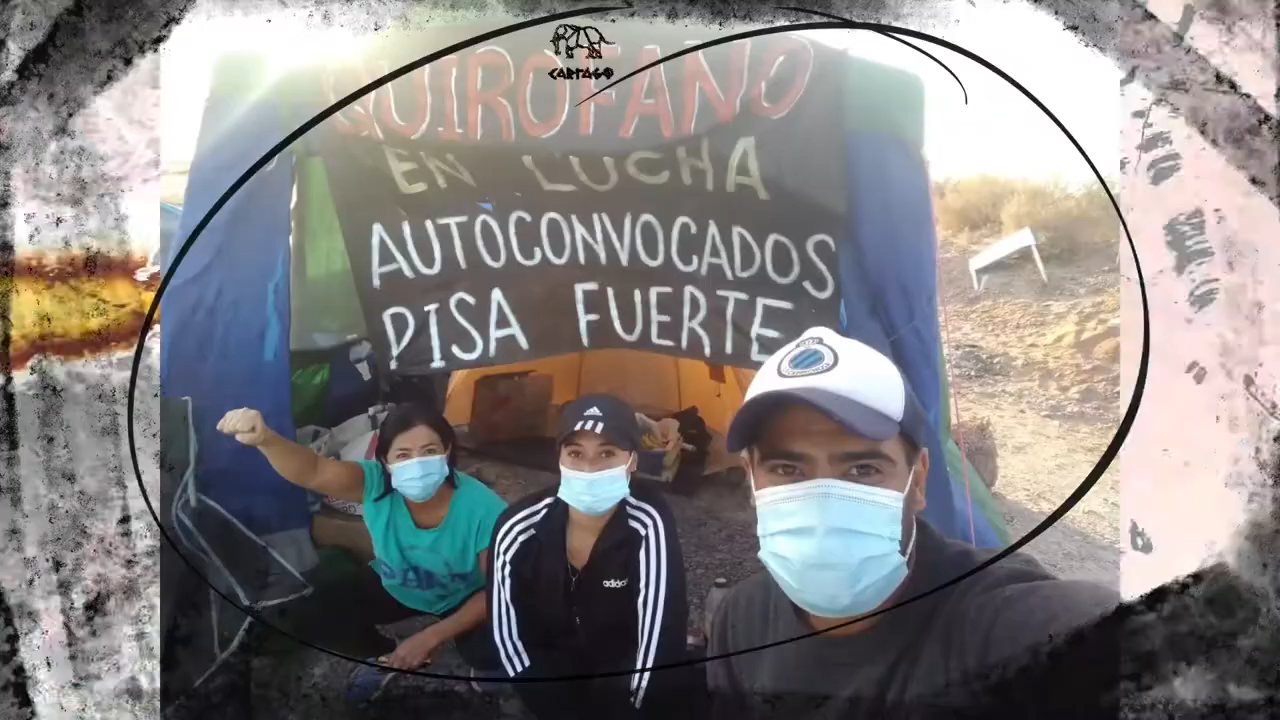 CARTAGO
QUIROFANO
EN LUCHA
AUTOCONVOCADOS
PISA FUERTE
adidas